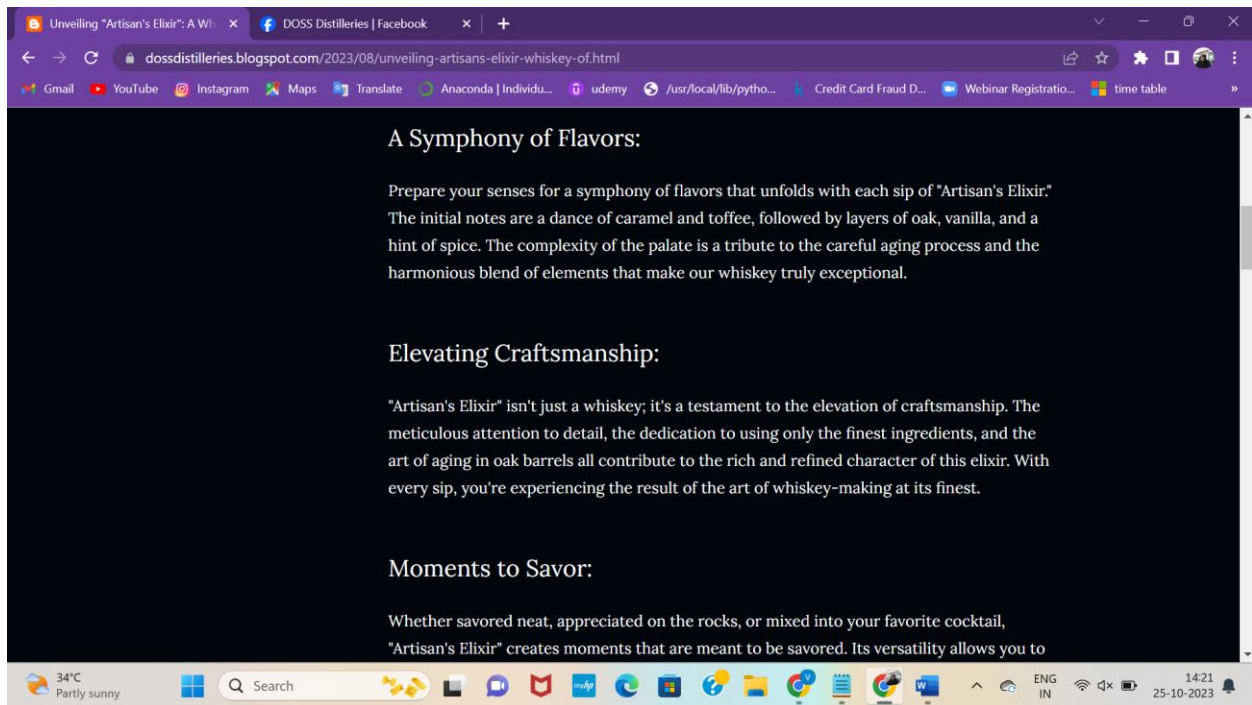 Unveiling "Artisan's Elixir": A Wh
DOSS Distilleries | Facebook
dossdistilleries.blogspot.com/2023/08/unveiling-artisans-elixir-whiskey-of.html
Gmail YouTube Instagram Maps Translate Anaconda | Individu... udemy /usr/local/lib/pytho... Credit Card Fraud D... Webinar Registratio... time table »
A Symphony of Flavors:
Prepare your senses for a symphony of flavors that unfolds with each sip of "Artisan's Elixir."
The initial notes are a dance of caramel and toffee, followed by layers of oak, vanilla, and a
hint of spice. The complexity of the palate is a tribute to the careful aging process and the
harmonious blend of elements that make our whiskey truly exceptional.
Elevating Craftsmanship:
"Artisan's Elixir" isn't just a whiskey; it's a testament to the elevation of craftsmanship. The
meticulous attention to detail, the dedication to using only the finest ingredients, and the
art of aging in oak barrels all contribute to the rich and refined character of this elixir. With
every sip, you're experiencing the result of the art of whiskey-making at its finest.
Moments to Savor:
Whether savored neat, appreciated on the rocks, or mixed into your favorite cocktail,
"Artisan's Elixir" creates moments that are meant to be savored. Its versatility allows you to
34°C
Partly sunny
Search
myhp
ENG
IN
14:21
25-10-2023